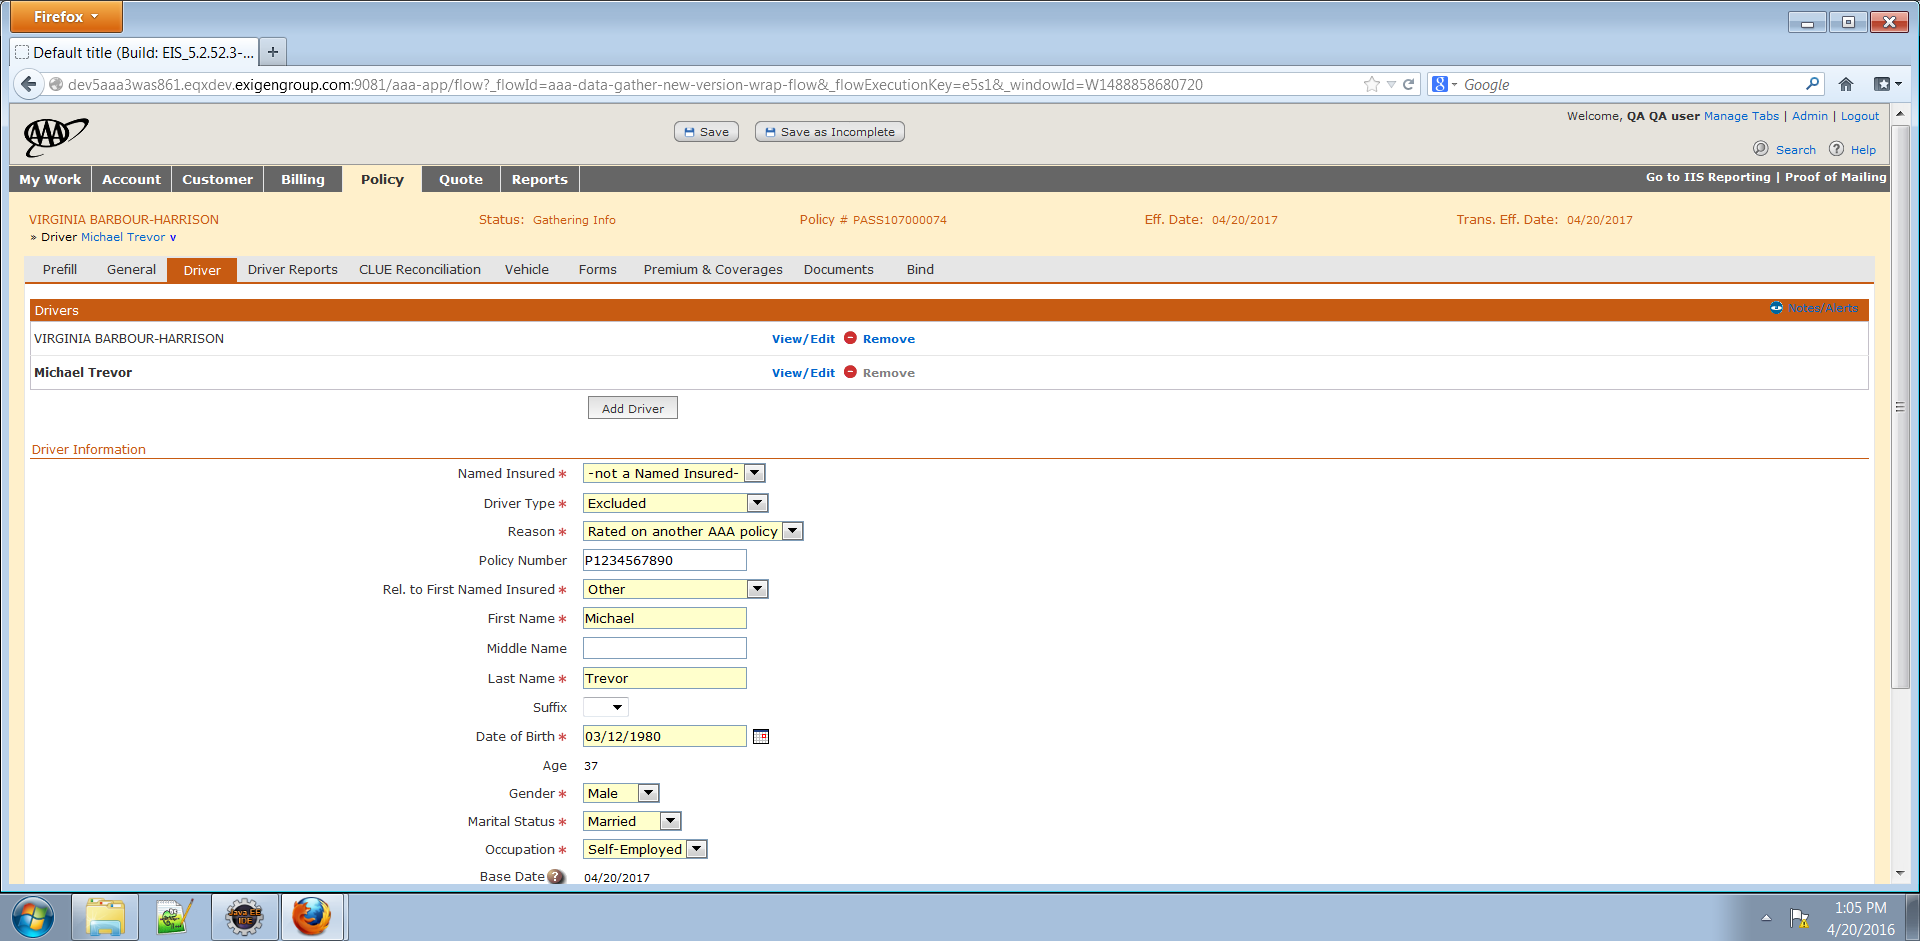 Firefox
Default title (Build: EIS_5.2.52.3-...
dev5aaa3was861.eqxdev.exigengroup.com:9081/aaa-app/flow?_flowId=aaa-data-gather-new-version-wrap-flow&_flowExecutionKey=e5s1&_windowId=W1488858680720
8 Google
AAA
Save Save as Incomplete
Welcome, QA QA user Manage Tabs | Admin | Logout
Search ? Help
My Work Account Customer Billing Policy Quote Reports Go to IIS Reporting | Proof of Mailing
VIRGINIA BARBOUR-HARRISON Status: Gathering Info Policy # PASS107000074 Eff. Date: 04/20/2017 Trans. Eff. Date: 04/20/2017
» Driver Michael Trevor v
Prefill General Driver Driver Reports CLUE Reconciliation Vehicle Forms Premium & Coverages Documents Bind
Drivers Notes/Alerts
VIRGINIA BARBOUR-HARRISON View/Edit Remove
Michael Trevor View/Edit Remove
Add Driver
Driver Information
Named Insured * -not a Named Insured-
Driver Type * Excluded
Reason * Rated on another AAA policy
Policy Number P1234567890
Rel. to First Named Insured * Other
First Name * Michael
Middle Name
Last Name * Trevor
Suffix
Date of Birth * 03/12/1980
Age 37
Gender * Male
Marital Status * Married
Occupation * Self-Employed
Base Date ? 04/20/2017
Java EE
IDE
1:05 PM
4/20/2016